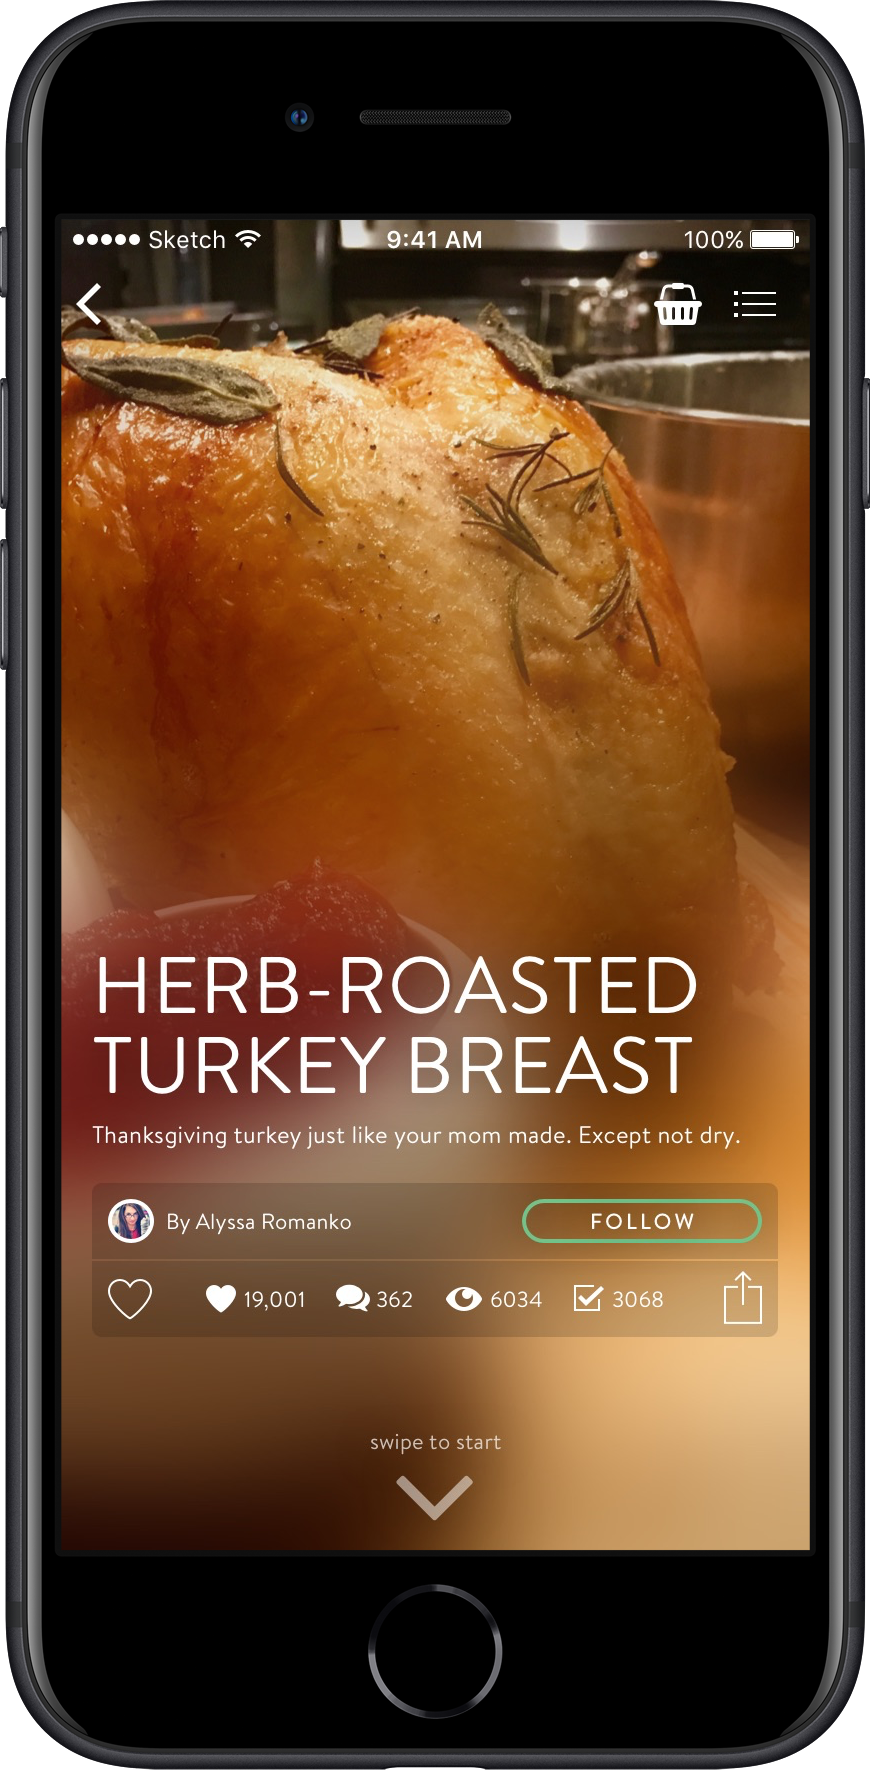 Sketch 9:41 AM 100%
HERB-ROASTED
TURKEY BREAST
Thanksgiving turkey just like your mom made. Except not dry.
By Alyssa Romanko FOLLOW
19,001 362 6034 3068
swipe to start